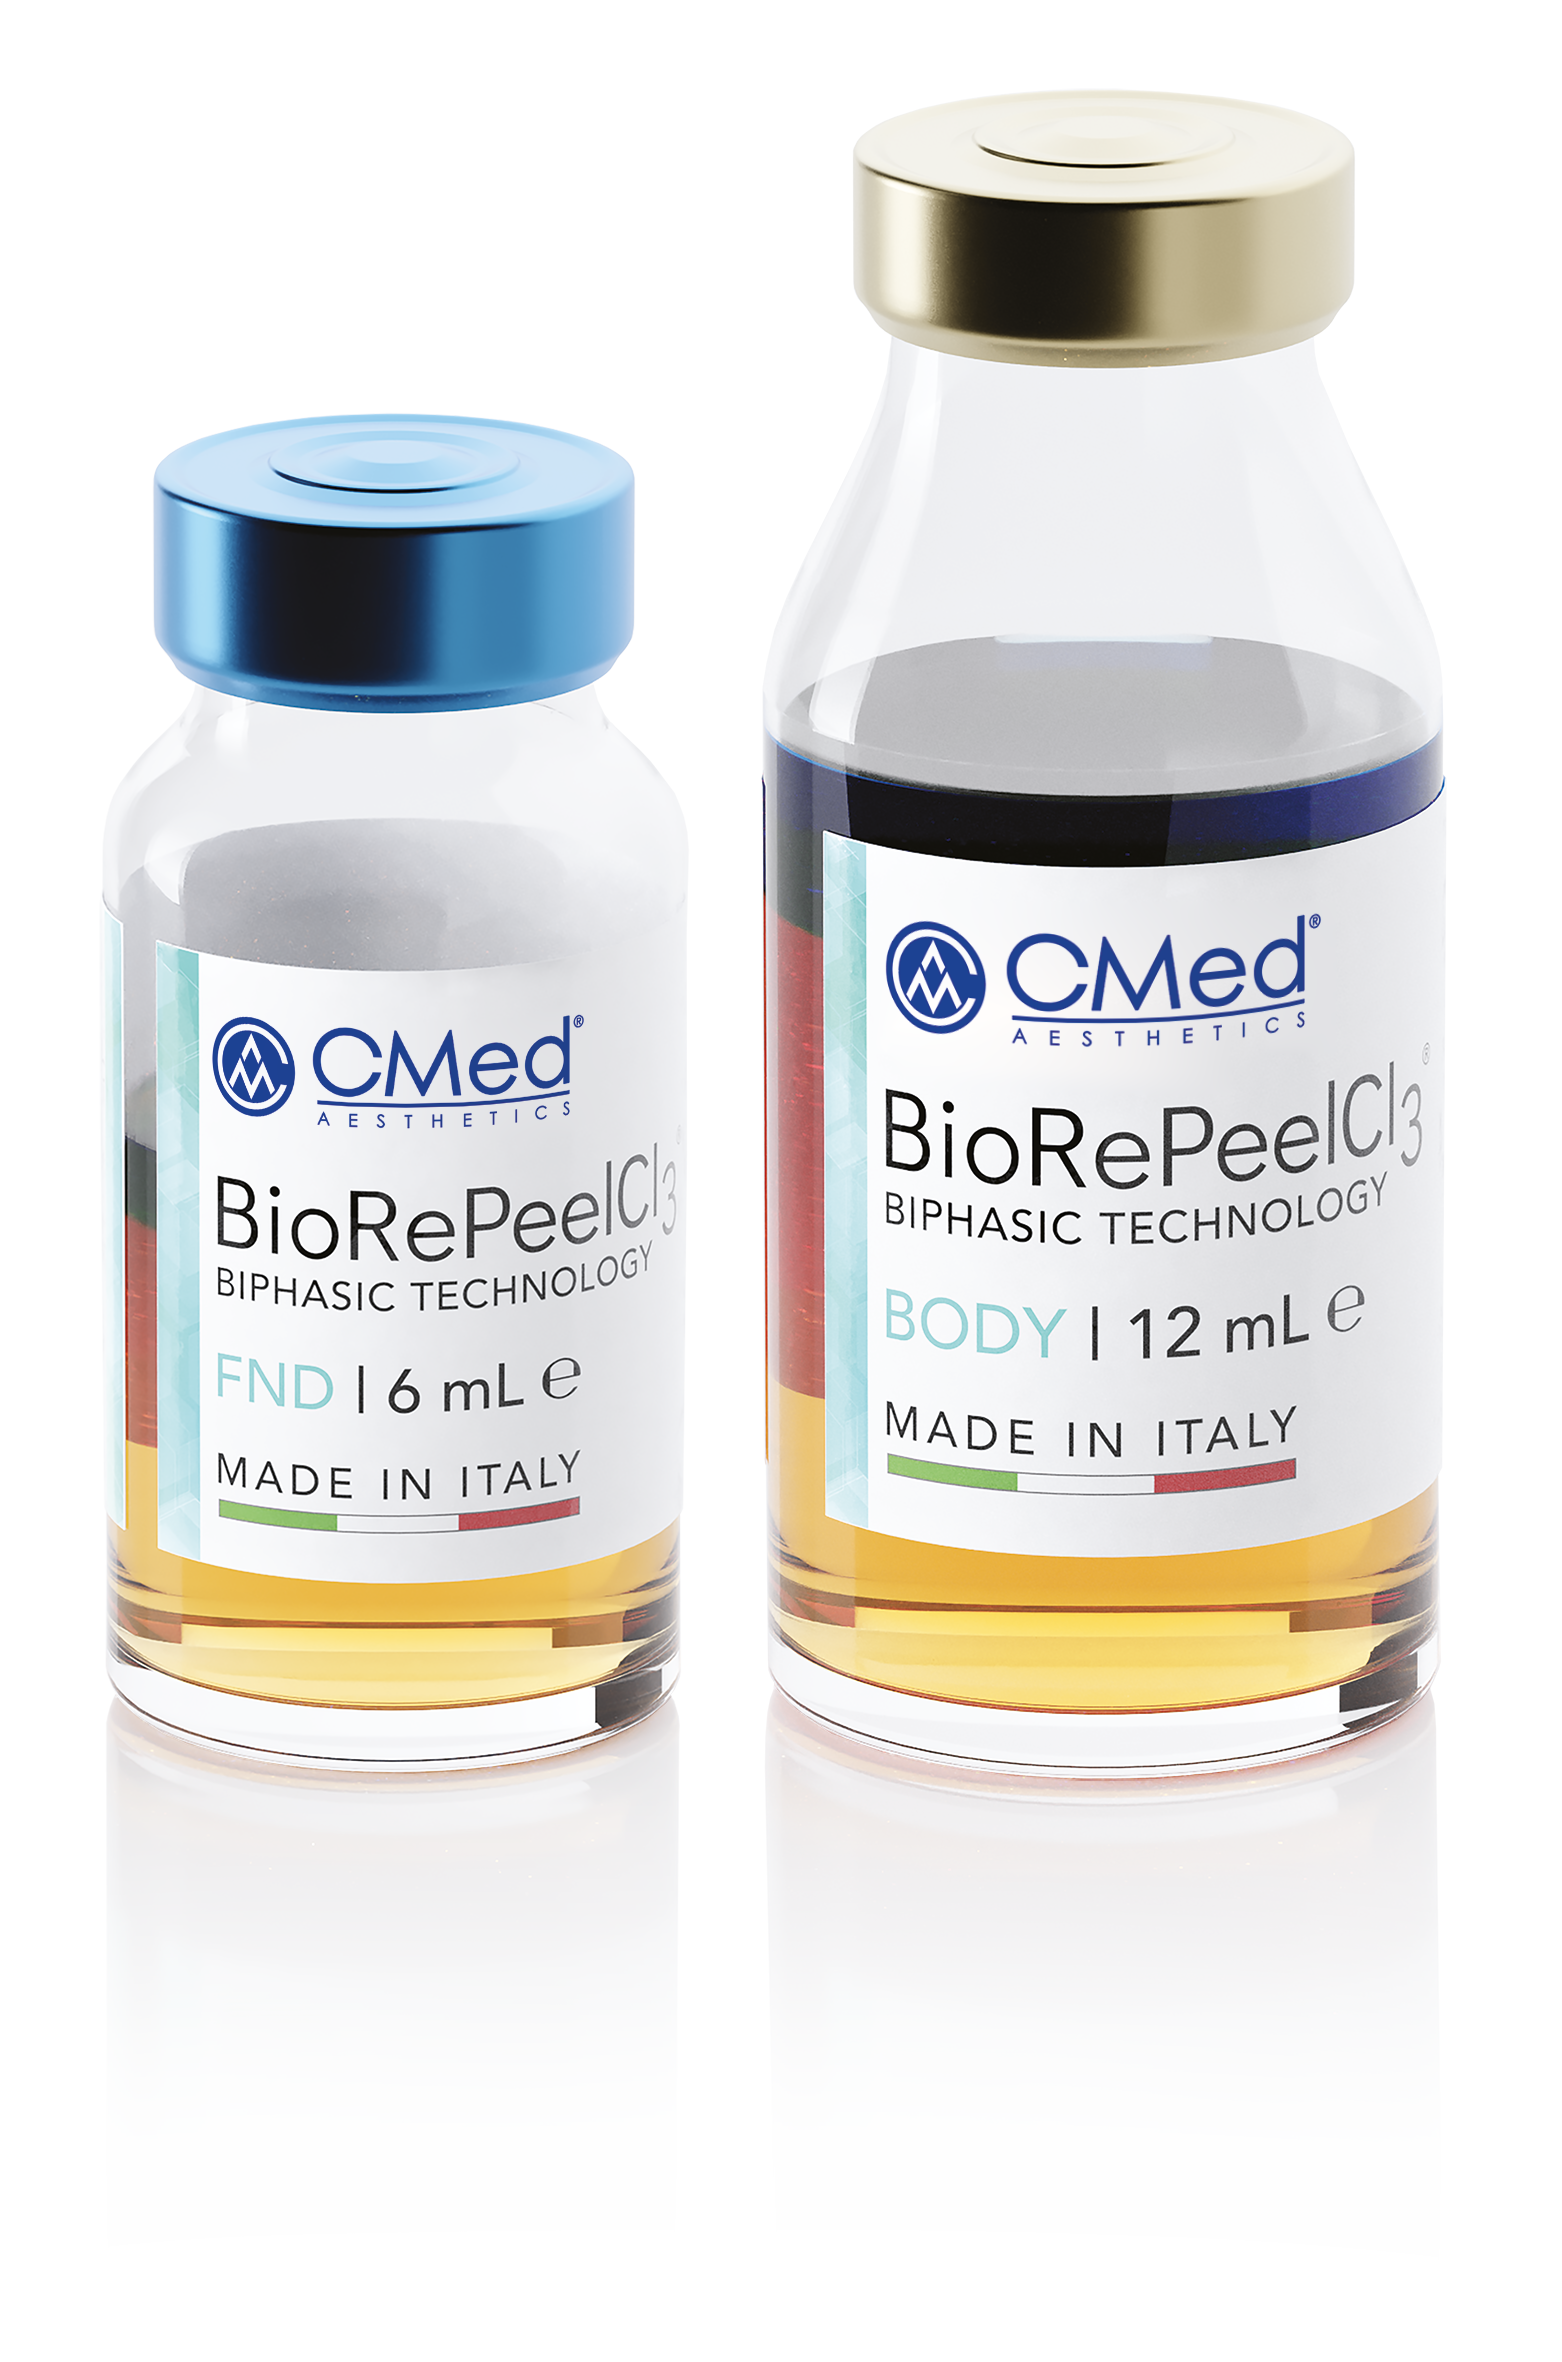 CMed®
AESTHETICS
BioRePeelCl3®
BIPHASIC TECHNOLOGY
FND | 6 mL ℮
MADE IN ITALY
CMed®
AESTHETICS
BioRePeelCl3®
BIPHASIC TECHNOLOGY
BODY | 12 mL ℮
MADE IN ITALY